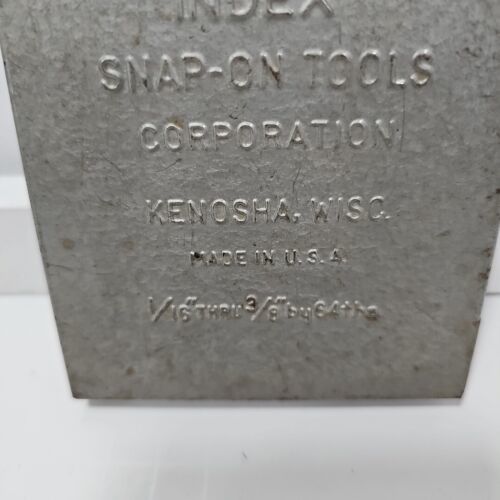 INDEX
SNAP-ON TOOLS
CORPORATION
KENOSHA, WISC.
MADE IN U.S.A.
1/16" THRU 3/8" by 64ths